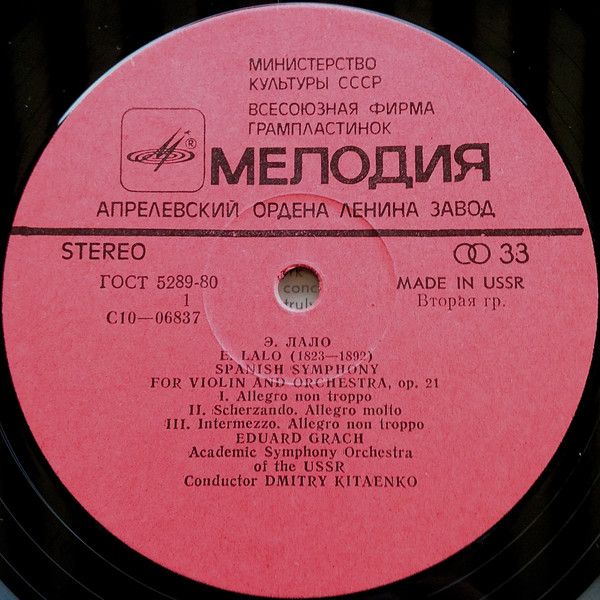 МИНИСТЕРСТВО
КУЛЬТУРЫ СССР
ВСЕСОЮЗНАЯ ФИРМА
ГРАМПЛАСТИНОК
®
МЕЛОДИЯ
АПРЕЛЕВСКИЙ ОРДЕНА ЛЕНИНА ЗАВОД
STEREO 33
ГОСТ 5289-80 MADE IN USSR
1 Вторая гр.
С10—06837
conc
truly
Э. ЛАЛО
E. LALO (1823—1892)
SPANISH SYMPHONY
FOR VIOLIN AND ORCHESTRA, op. 21
I. Allegro non troppo
II. Scherzando. Allegro molto
III. Intermezzo. Allegro non troppo
EDUARD GRACH
Academic Symphony Orchestra
of the USSR
Conductor DMITRY KITAENKO